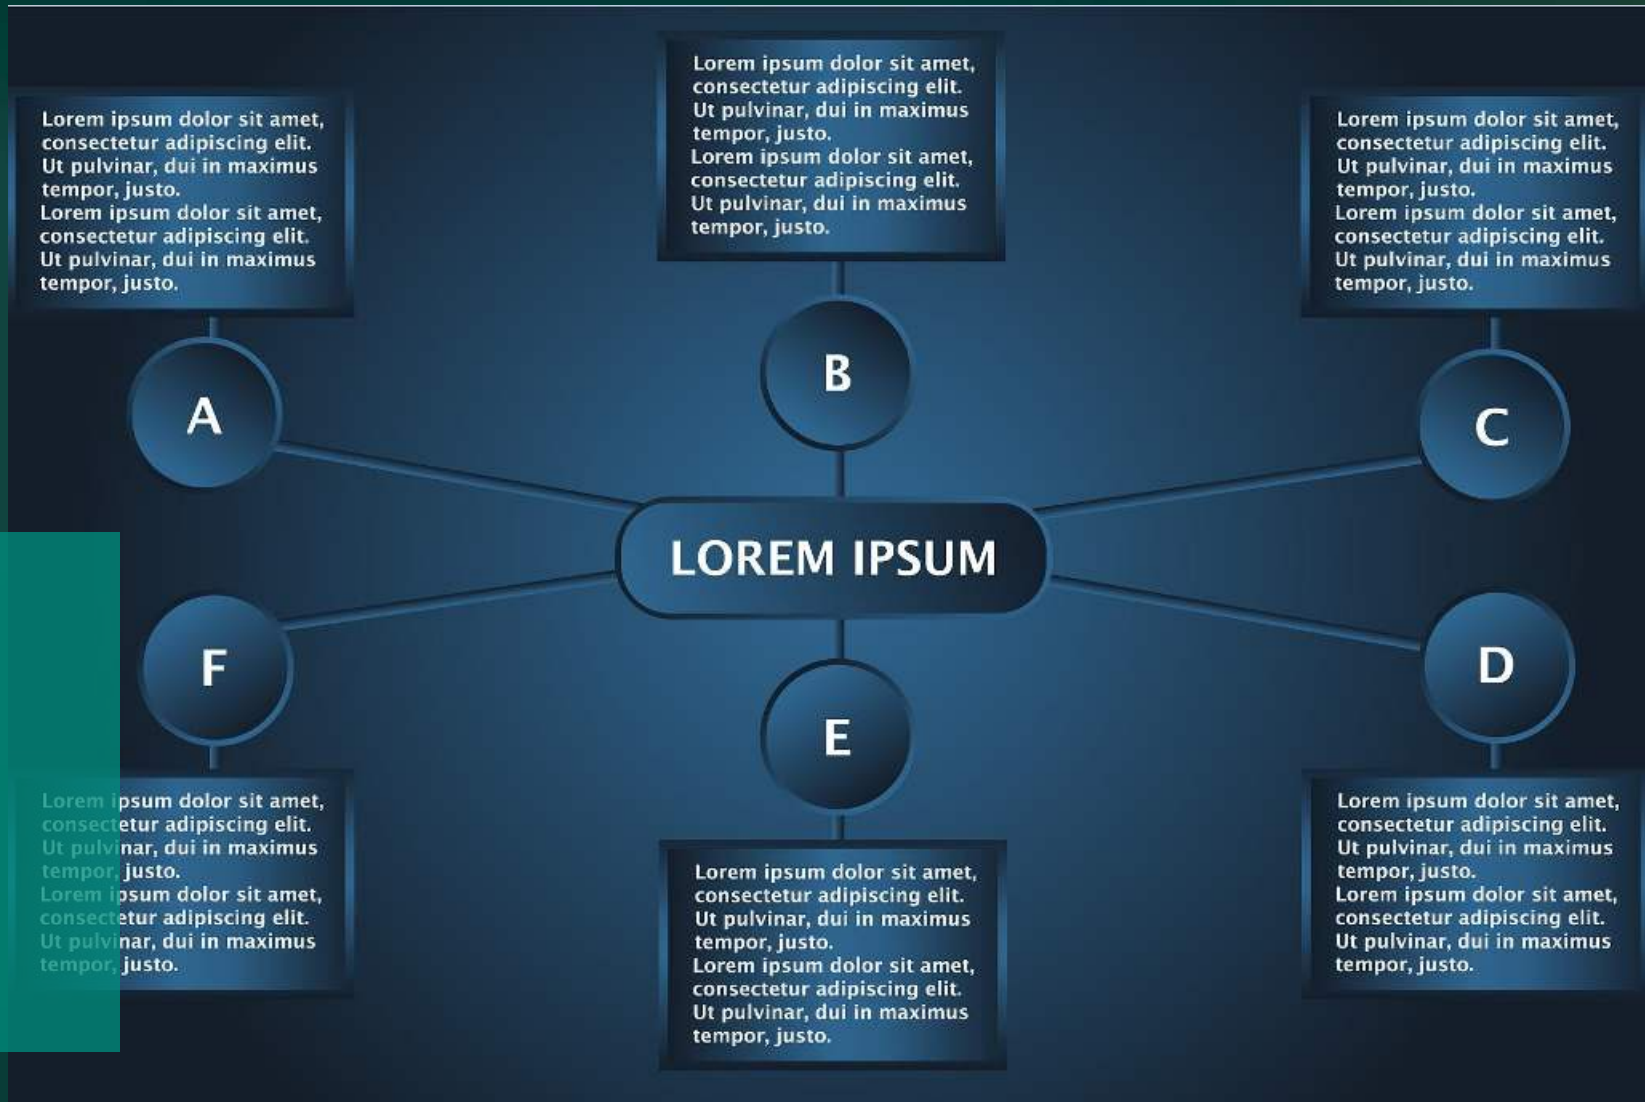 Lorem ipsum dolor sit amet,
consectetur adipiscing elit.
Ut pulvinar, dui in maximus
tempor, justo.
Lorem ipsum dolor sit amet,
consectetur adipiscing elit.
Ut pulvinar, dui in maximus
tempor, justo.
A
Lorem ipsum dolor sit amet,
consectetur adipiscing elit.
Ut pulvinar, dui in maximus
tempor, justo.
Lorem ipsum dolor sit amet,
consectetur adipiscing elit.
Ut pulvinar, dui in maximus
tempor, justo.
B
Lorem ipsum dolor sit amet,
consectetur adipiscing elit.
Ut pulvinar, dui in maximus
tempor, justo.
Lorem ipsum dolor sit amet,
consectetur adipiscing elit.
Ut pulvinar, dui in maximus
tempor, justo.
C
LOREM IPSUM
F
Lorem ipsum dolor sit amet,
consectetur adipiscing elit.
Ut pulvinar, dui in maximus
tempor, justo.
Lorem ipsum dolor sit amet,
consectetur adipiscing elit.
Ut pulvinar, dui in maximus
tempor, justo.
E
Lorem ipsum dolor sit amet,
consectetur adipiscing elit.
Ut pulvinar, dui in maximus
tempor, justo.
Lorem ipsum dolor sit amet,
consectetur adipiscing elit.
Ut pulvinar, dui in maximus
tempor, justo.
D
Lorem ipsum dolor sit amet,
consectetur adipiscing elit.
Ut pulvinar, dui in maximus
tempor, justo.
Lorem ipsum dolor sit amet,
consectetur adipiscing elit.
Ut pulvinar, dui in maximus
tempor, justo.